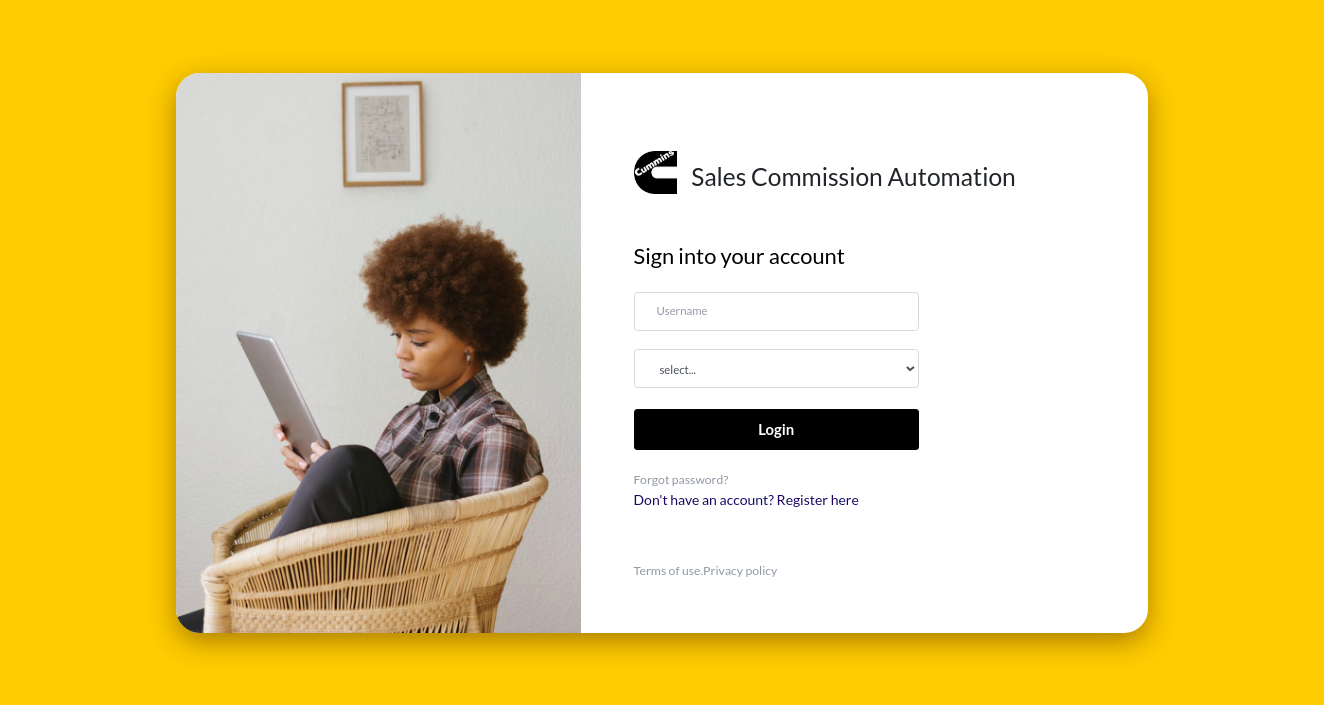 Cummins
Sales Commission Automation
Sign into your account
Username
select...
Login
Forgot password?
Don't have an account? Register here
Terms of use.Privacy policy